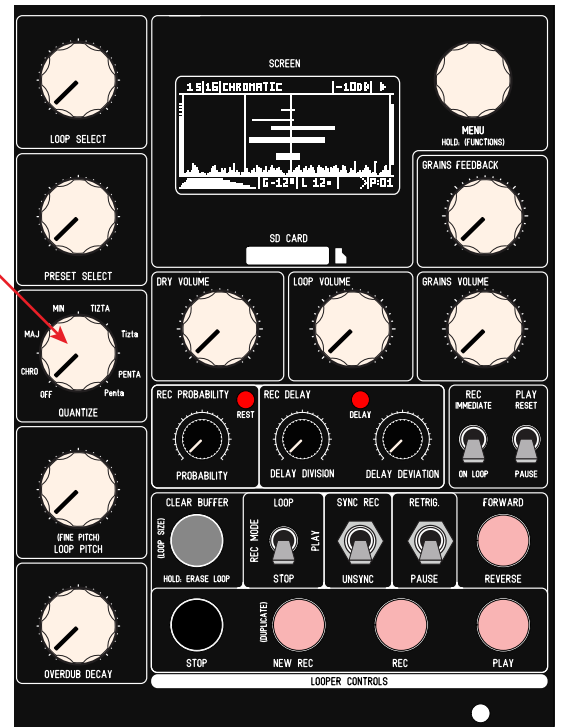 SCREEN
15|16|CHROMATIC |-100%| 
|G-12"|L 12" | >P:01
LOOP SELECT
MENU
HOLD: (FUNCTIONS)
GRAINS FEEDBACK
PRESET SELECT
SD CARD
DRY VOLUME
LOOP VOLUME
GRAINS VOLUME
MIN
TIZTA
MAJ
Tizta
CHRO
PENTA
OFF
Penta
QUANTIZE
REC PROBABILITY
REST
PROBABILITY
REC DELAY
DELAY
DELAY DIVISION
DELAY DEVIATION
REC
IMMEDIATE
ON LOOP
PLAY
RESET
PAUSE
(FINE PITCH)
LOOP PITCH
CLEAR BUFFER
(LOOP SIZE)
HOLD: ERASE LOOP
LOOP
REC MODE
PLAY
STOP
SYNC REC
UNSYNC
RETRIG.
PAUSE
FORWARD
REVERSE
OVERDUB DECAY
STOP
(DUPLICATE)
NEW REC
REC
PLAY
LOOPER CONTROLS